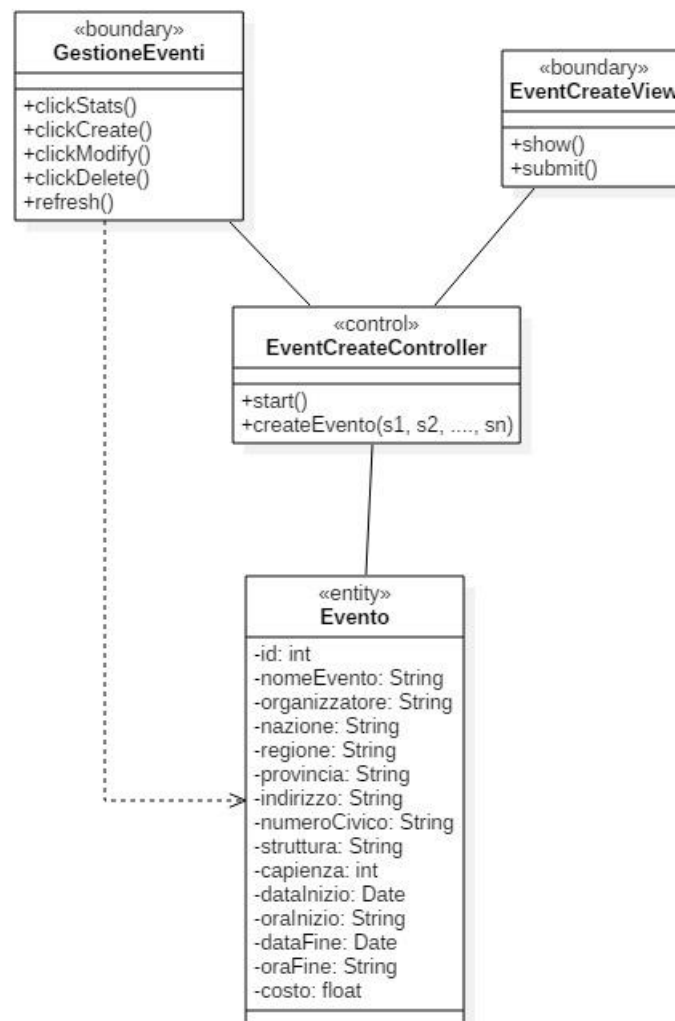 «boundary»
GestioneEventi
+clickStats()
+clickCreate()
+clickModify()
+clickDelete()
+refresh()
«boundary»
EventCreateView
+show()
+submit()
«control»
EventCreateController
+start()
+createEvento(s1, s2, ...., sn)
«entity»
Evento
-id: int
-nomeEvento: String
-organizzatore: String
-nazione: String
-regione: String
-provincia: String
-indirizzo: String
-numeroCivico: String
-struttura: String
-capienza: int
-dataInizio: Date
-oraInizio: String
-dataFine: Date
-oraFine: String
-costo: float